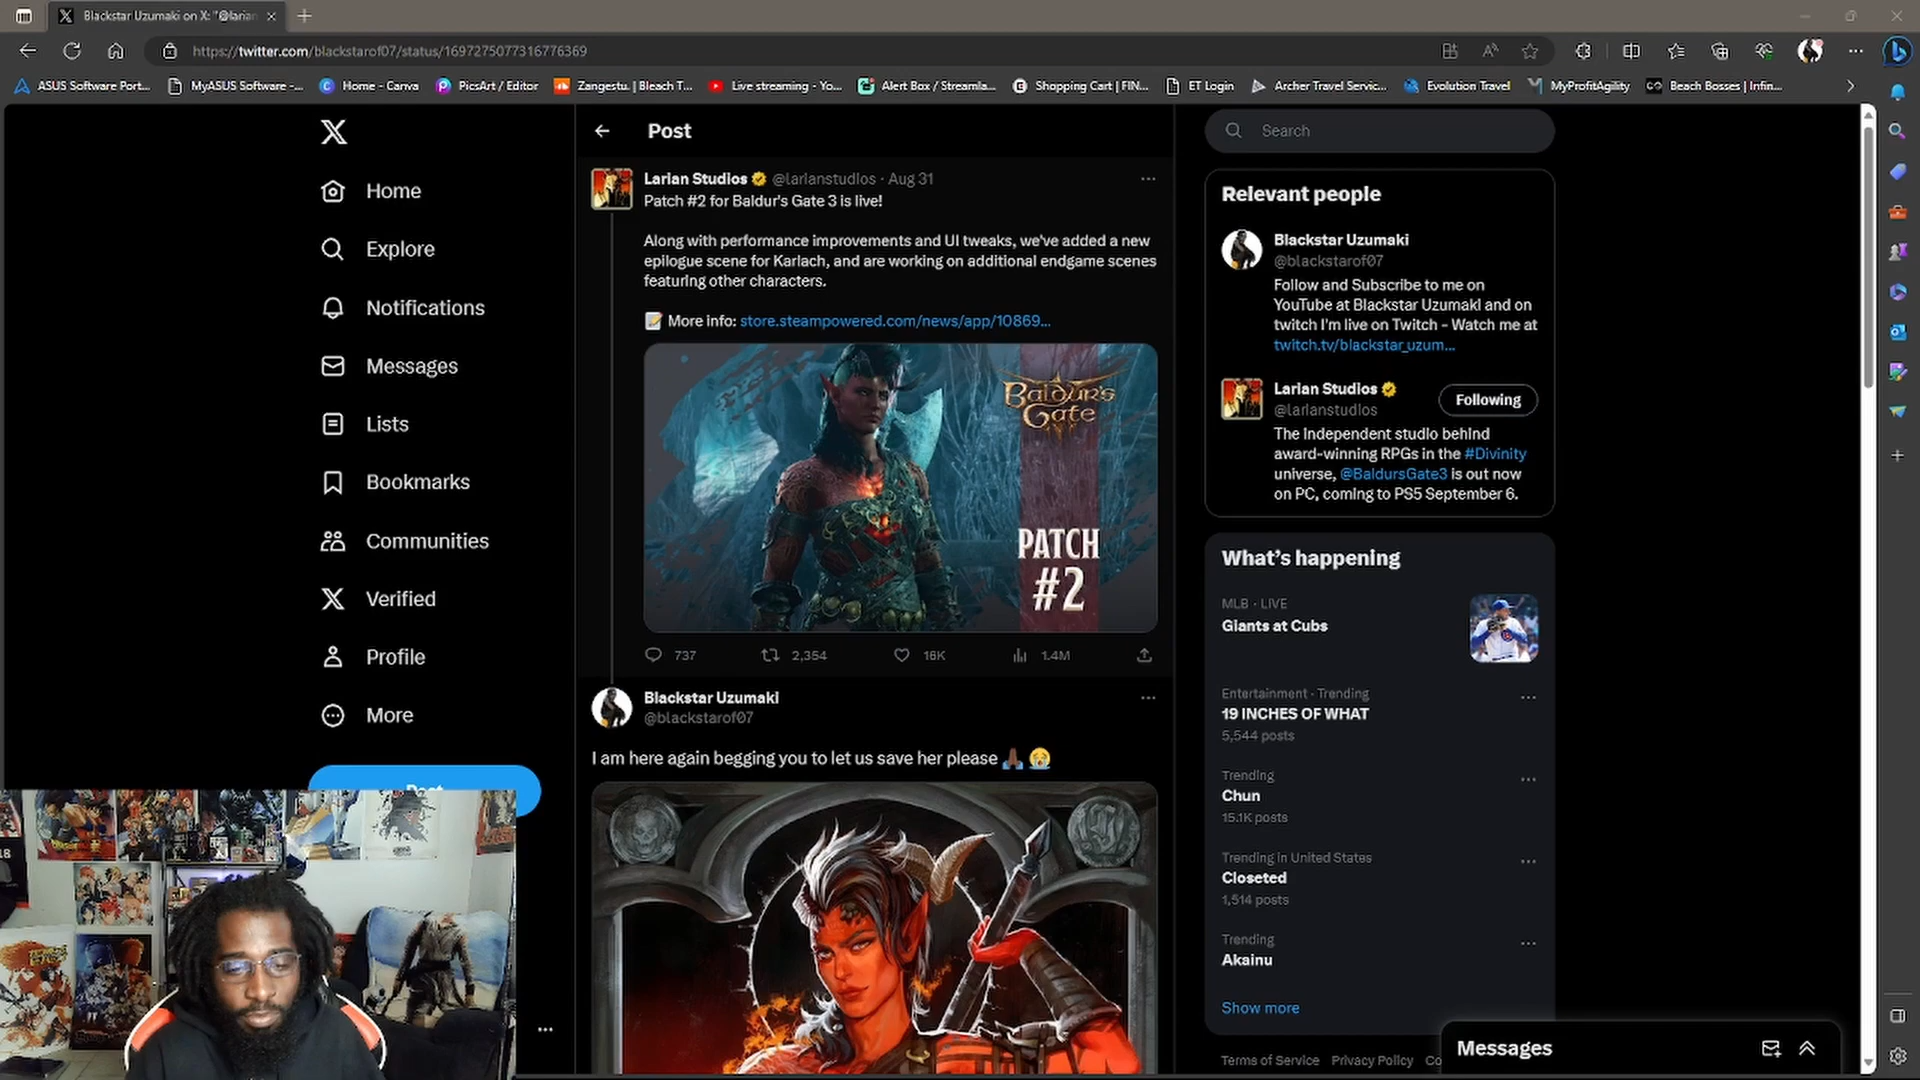 Blackstar Uzumaki on X: "@larian
https://twitter.com/blackstarof07/status/1697275077316776369
ASUS Software Port...
MyASUS Software -...
Home - Canva
PicsArt / Editor
Zangestu. | Bleach T...
Live streaming - Yo...
Alert Box / Streamla...
Shopping Cart | FIN...
ET Login
Archer Travel Servic...
Evolution Travel
MyProfitAgility
Beach Bosses | Infin...
Home
Explore
Notifications
Messages
Lists
Bookmarks
Communities
Verified
Profile
More
Post
Post
Larian Studios @larianstudios · Aug 31
Patch #2 for Baldur's Gate 3 is live!
Along with performance improvements and UI tweaks, we've added a new
epilogue scene for Karlach, and are working on additional endgame scenes
featuring other characters.
📝 More info: store.steampowered.com/news/app/10869...
BALDUR'S
GATE
PATCH
#2
737
2,354
16K
1.4M
Blackstar Uzumaki
@blackstarof07
I am here again begging you to let us save her please 🙏🏾 😭
Search
Relevant people
Blackstar Uzumaki
@blackstarof07
Follow and Subscribe to me on
YouTube at Blackstar Uzumaki and on
twitch I'm live on Twitch - Watch me at
twitch.tv/blackstar_uzum...
Larian Studios
@larianstudios
Following
The independent studio behind
award-winning RPGs in the #Divinity
universe, @BaldursGate3 is out now
on PC, coming to PS5 September 6.
What's happening
MLB · LIVE
Giants at Cubs
Entertainment · Trending
19 INCHES OF WHAT
5,544 posts
Trending
Chun
15.1K posts
Trending in United States
Closeted
1,514 posts
Trending
Akainu
Show more
Terms of Service Privacy Policy Co
Messages